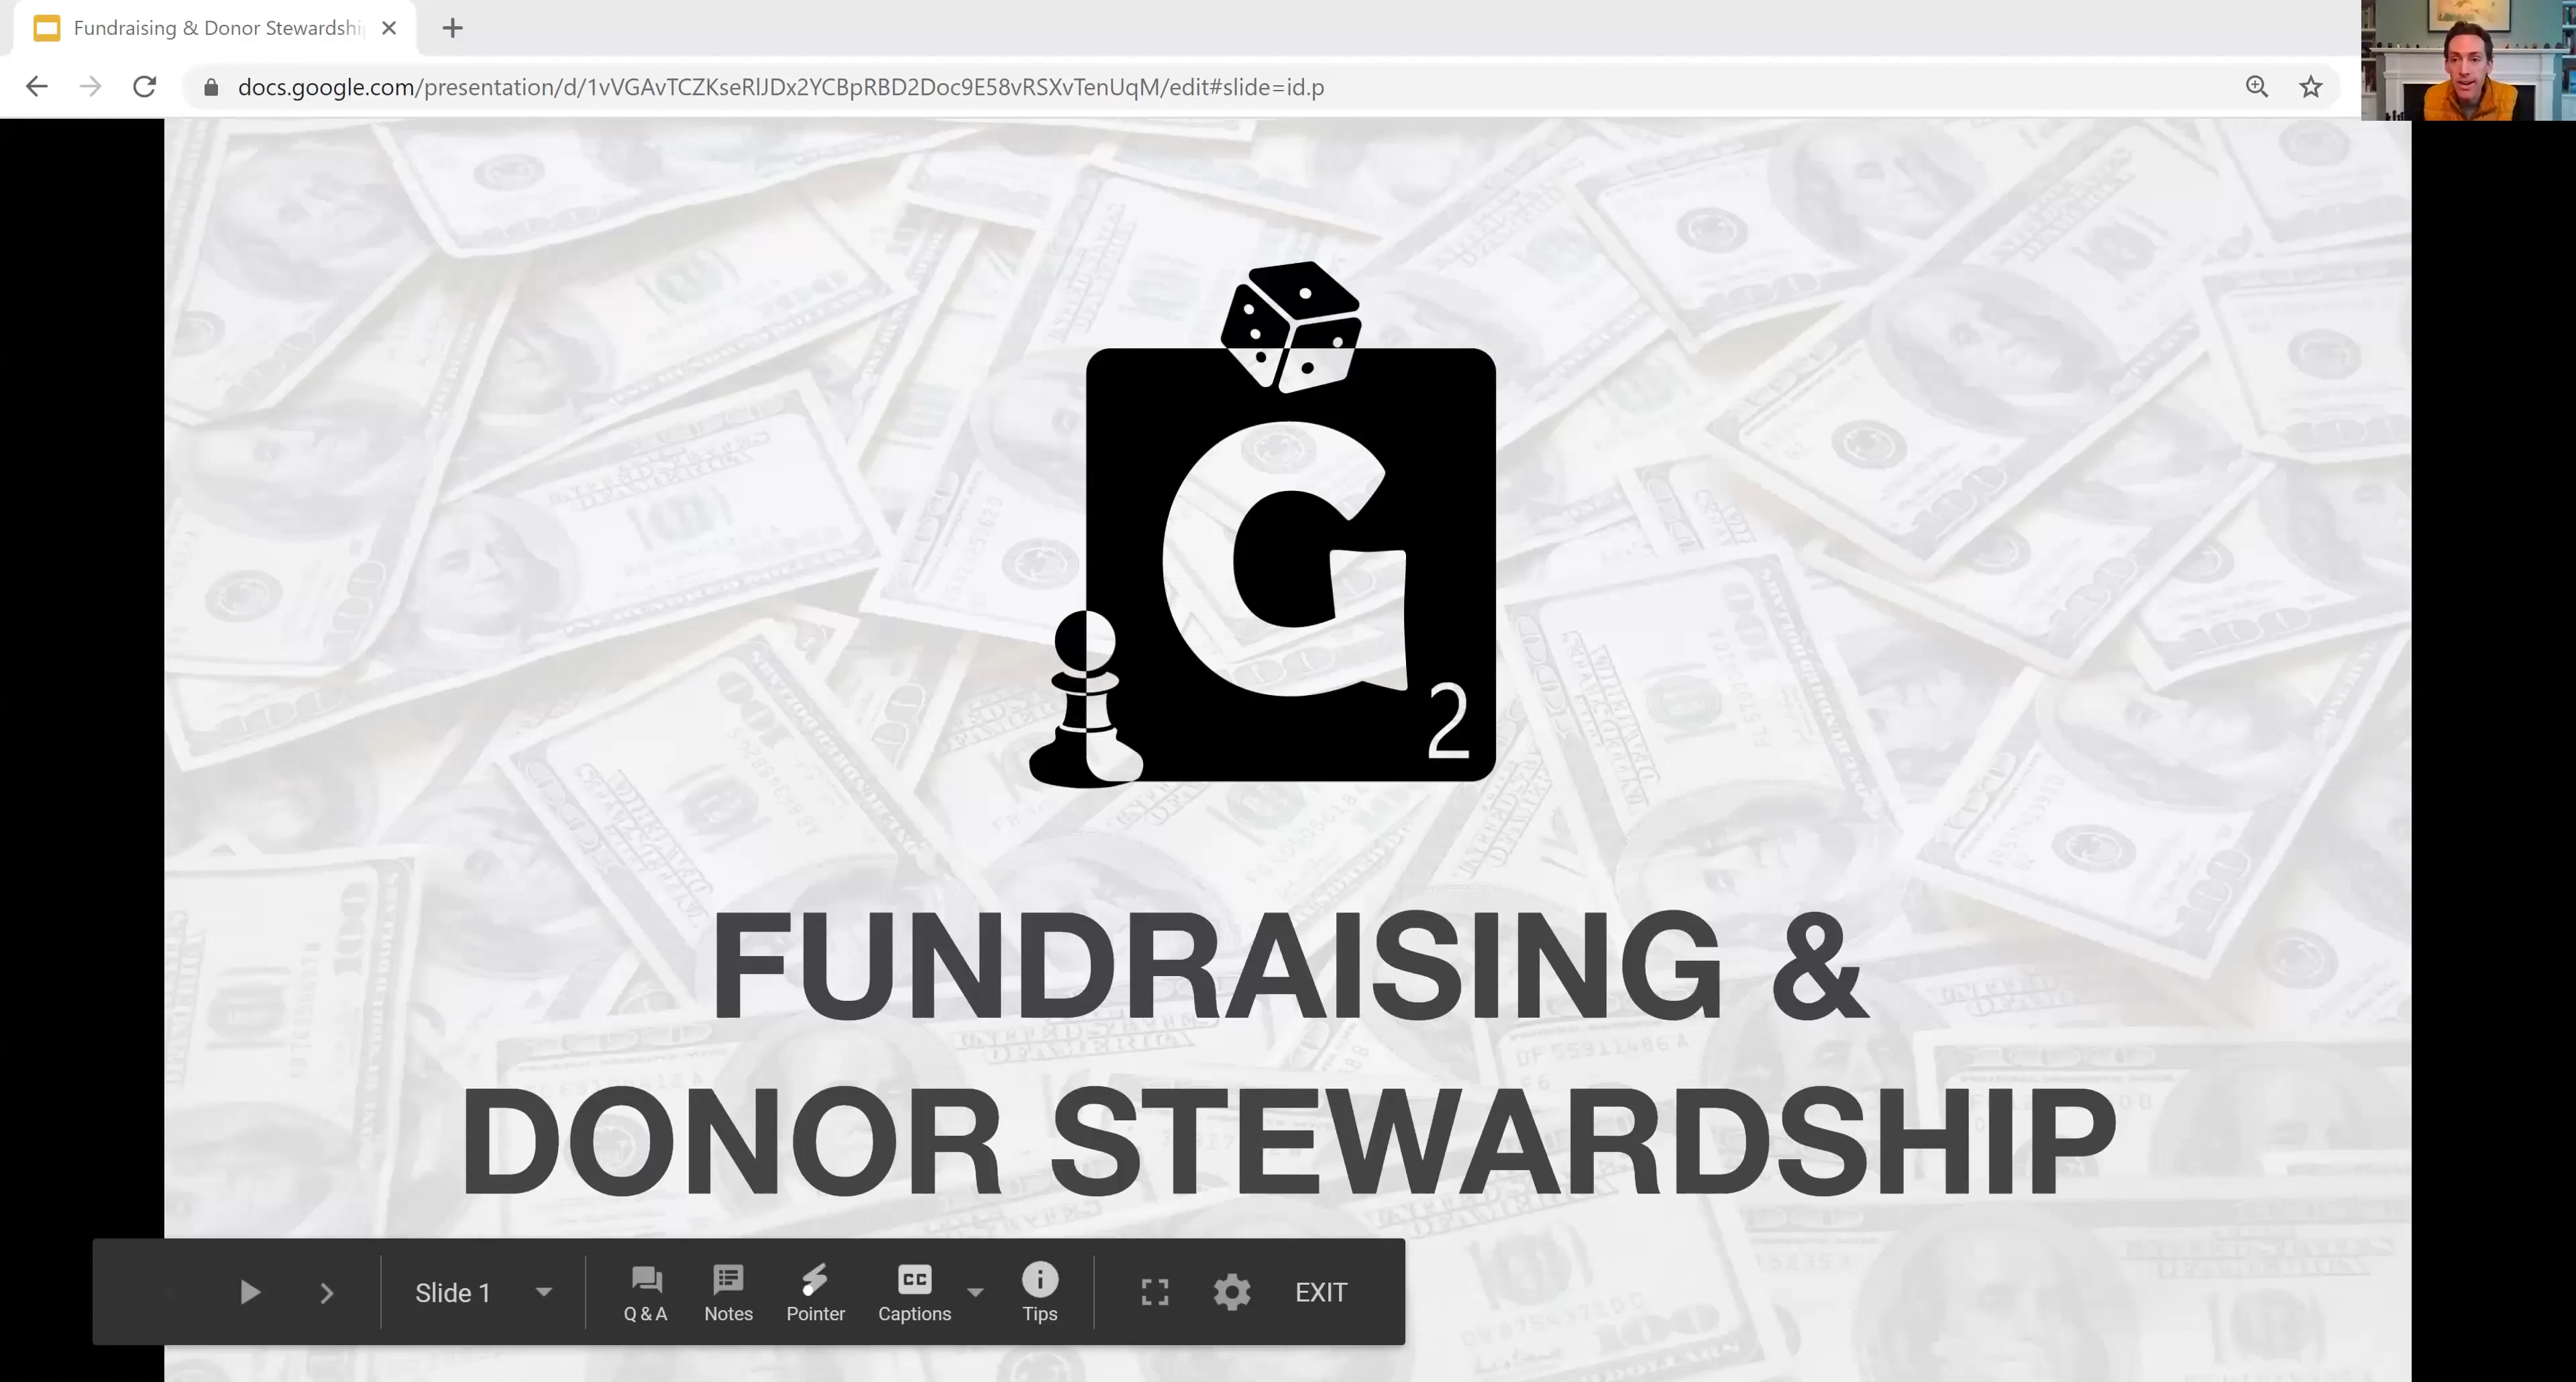 Fundraising & Donor Stewardshi
docs.google.com/presentation/d/1vVGAvTCZKseRlJDx2YCBpRBD2Doc9E58vRSXvTenUqM/edit#slide=id.p
G
2
FUNDRAISING &
DONOR STEWARDSHIP
Slide 1
Q & A
Notes
Pointer
CC
Captions
Tips
EXIT